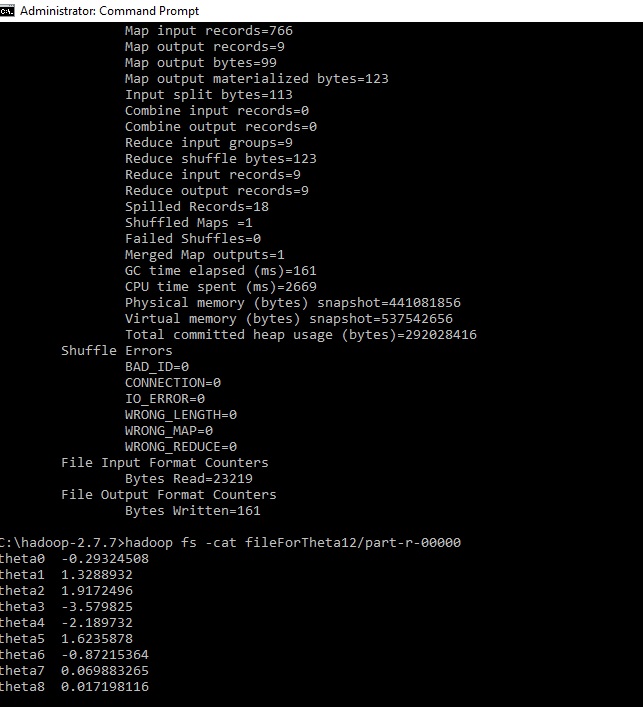 Administrator: Command Prompt
Map input records=766
Map output records=9
Map output bytes=99
Map output materialized bytes=123
Input split bytes=113
Combine input records=0
Combine output records=0
Reduce input groups=9
Reduce shuffle bytes=123
Reduce input records=9
Reduce output records=9
Spilled Records=18
Shuffled Maps =1
Failed Shuffles=0
Merged Map outputs=1
GC time elapsed (ms)=161
CPU time spent (ms)=2669
Physical memory (bytes) snapshot=441081856
Virtual memory (bytes) snapshot=537542656
Total committed heap usage (bytes)=292028416
Shuffle Errors
BAD_ID=0
CONNECTION=0
IO_ERROR=0
WRONG_LENGTH=0
WRONG_MAP=0
WRONG_REDUCE=0
File Input Format Counters
Bytes Read=23219
File Output Format Counters
Bytes Written=161
C:\hadoop-2.7.7>hadoop fs -cat fileForTheta12/part-r-00000
theta0 -0.29324508
theta1 1.3288932
theta2 1.9172496
theta3 -3.579825
theta4 -2.189732
theta5 1.6235878
theta6 -0.87215364
theta7 0.069883265
theta8 0.017198116